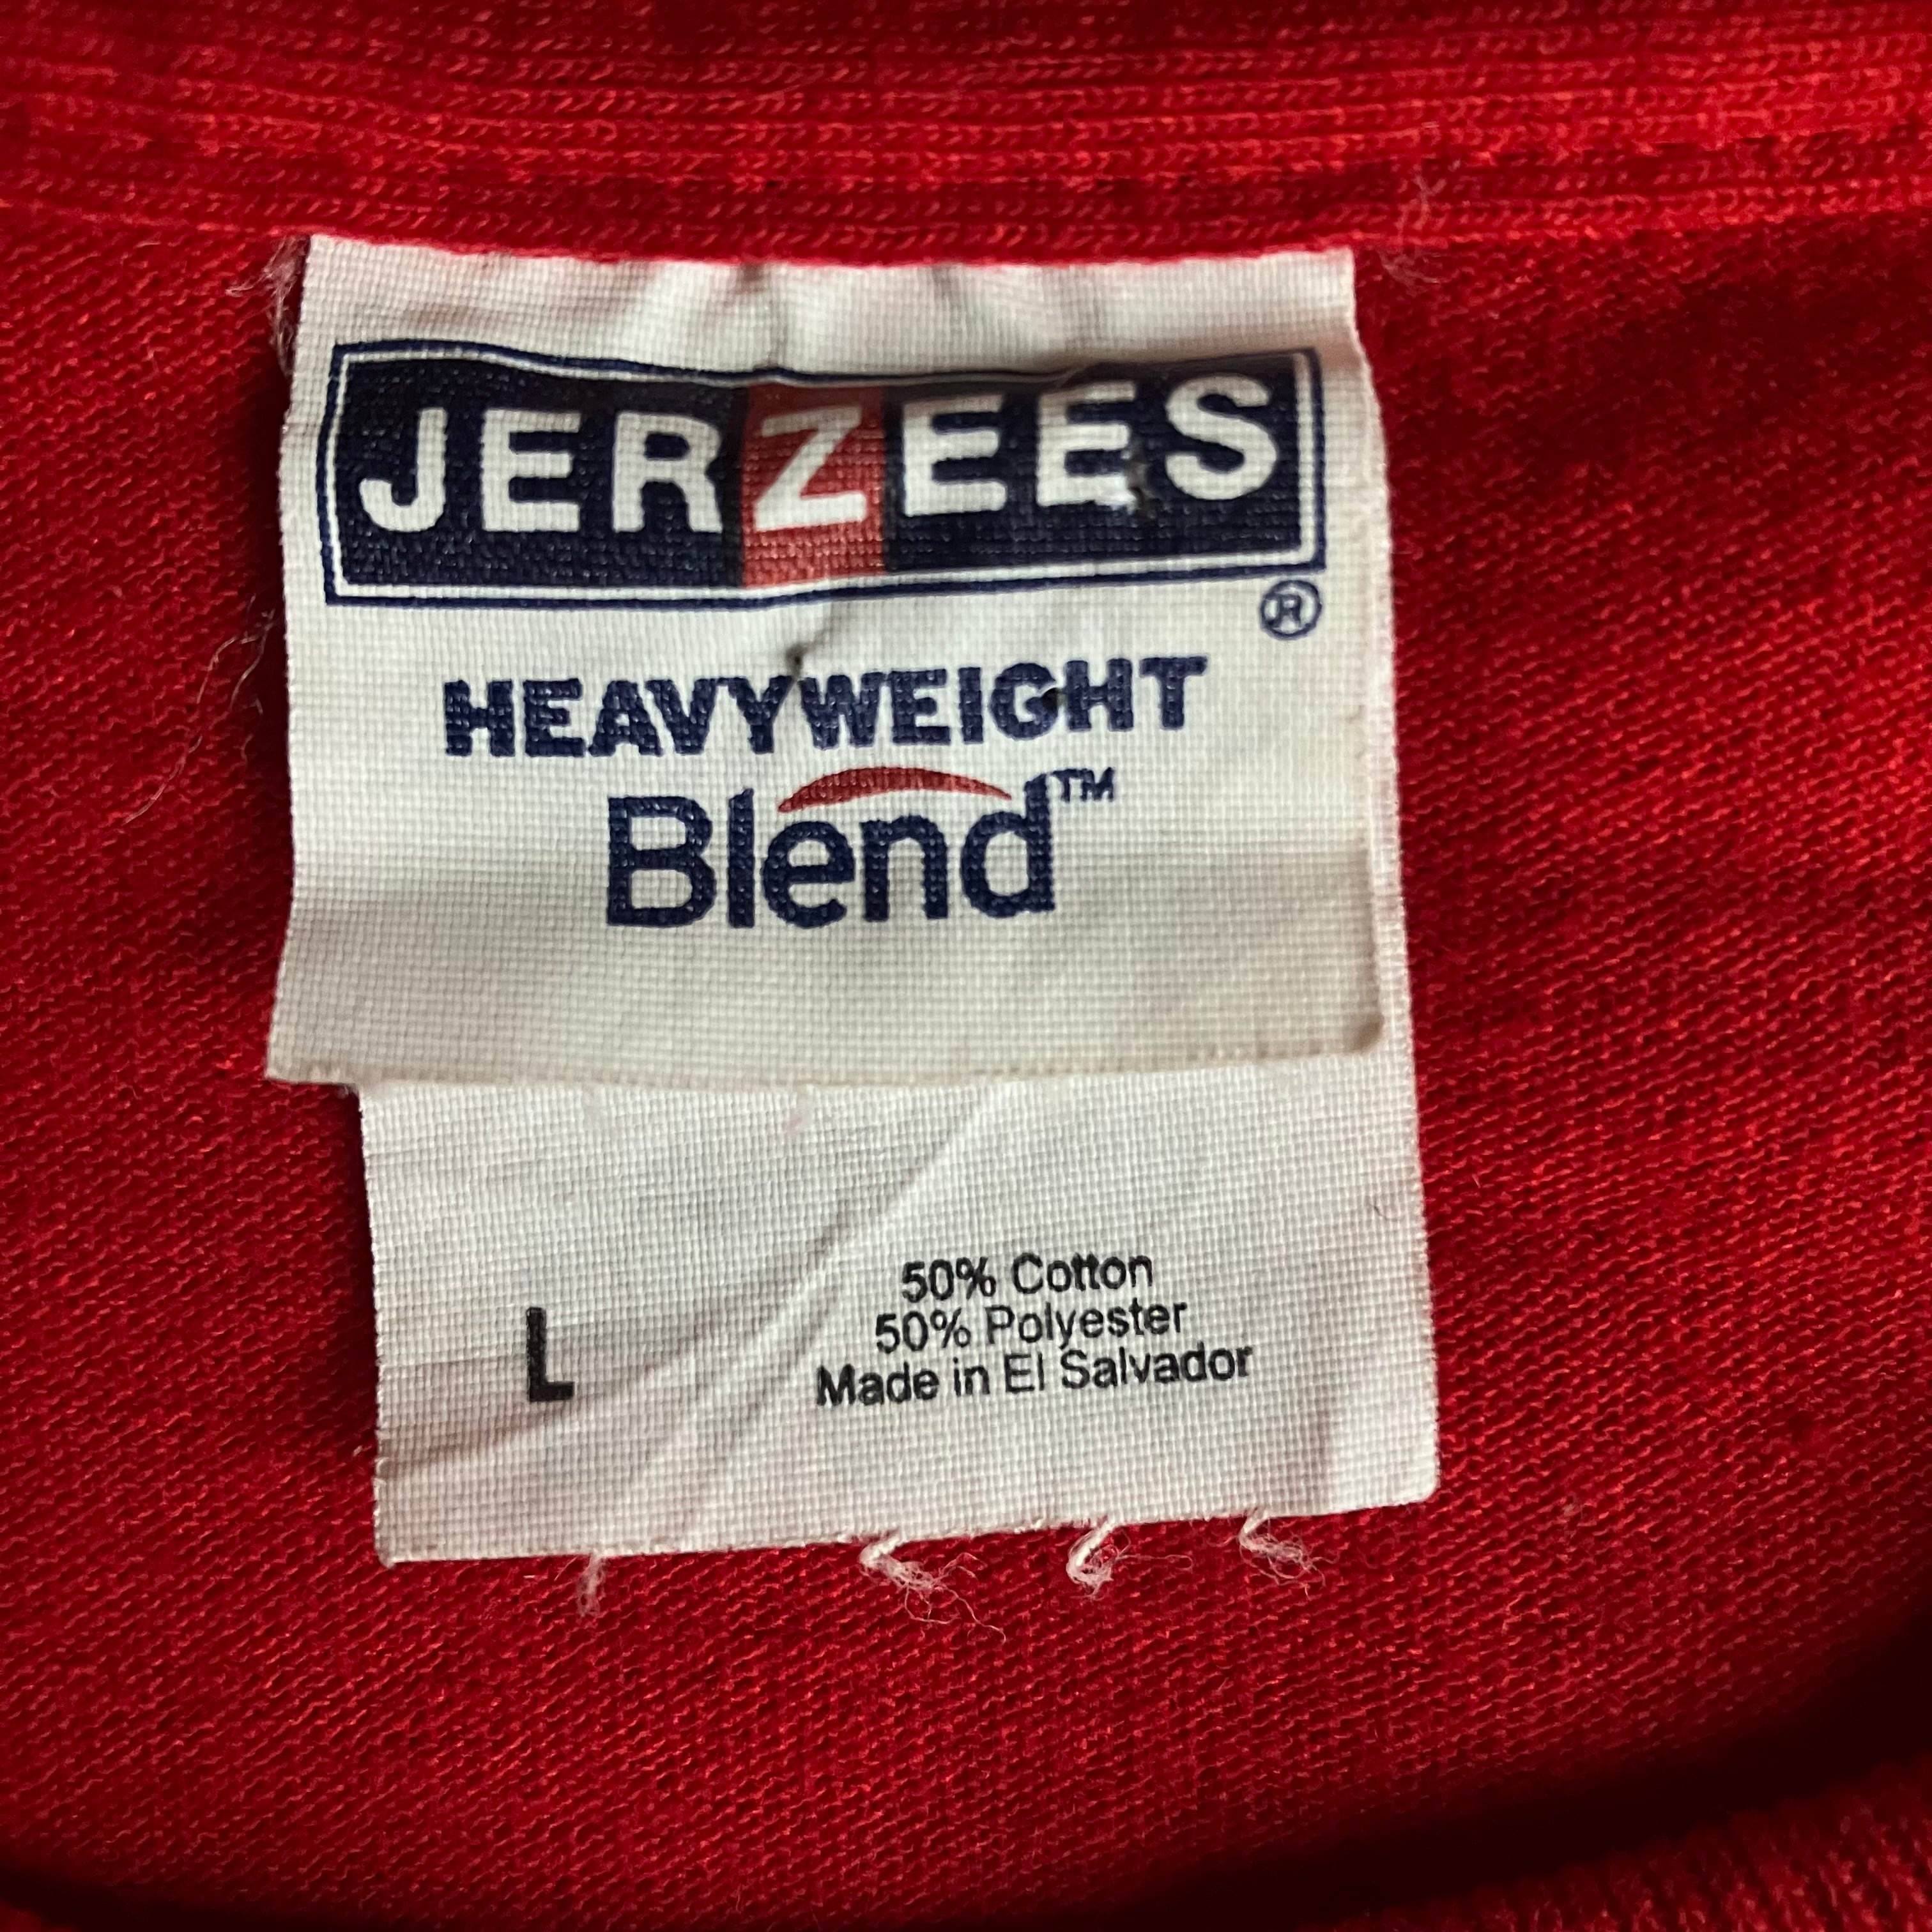 JERZEES
®
HEAVYWEIGHT
Blend™
50% Cotton
50% Polyester
L
Made in El Salvador